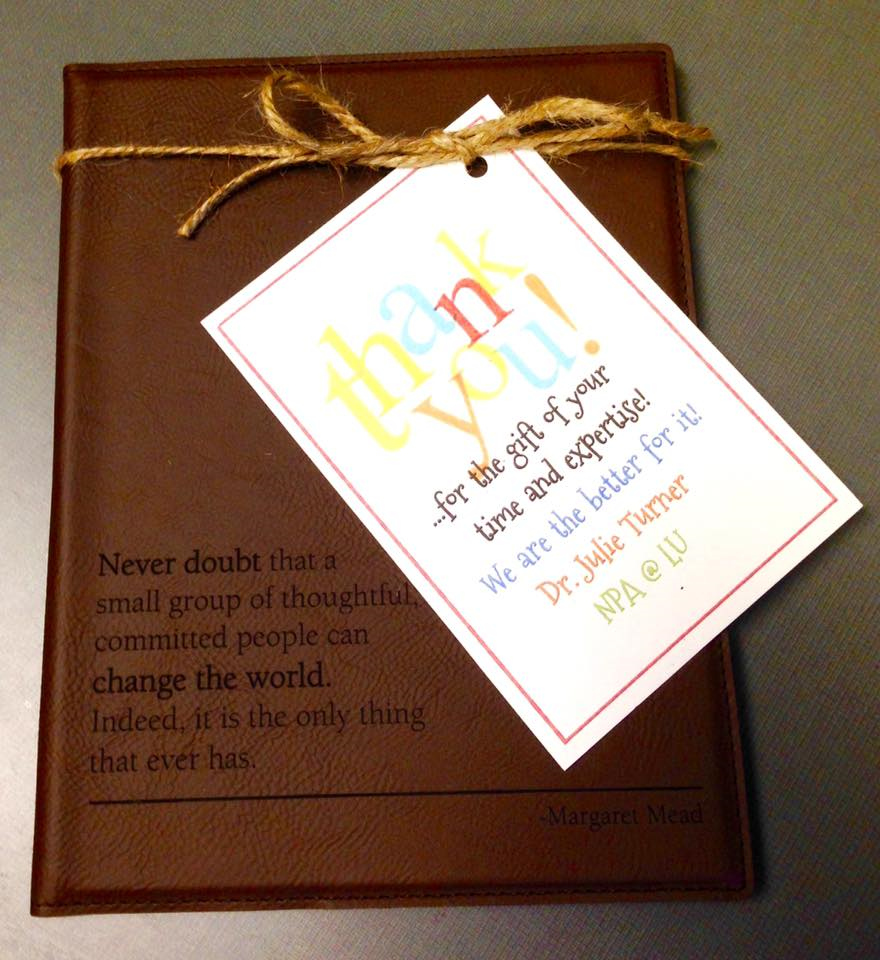 thank
you!
...for the gift of your
time and expertise!
We are the better for it!
Dr. Julie Turner
NPA @ LU
Never doubt that a
small group of thoughtful,
committed people can
change the world.
Indeed, it is the only thing
that ever has.
-Margaret Mead